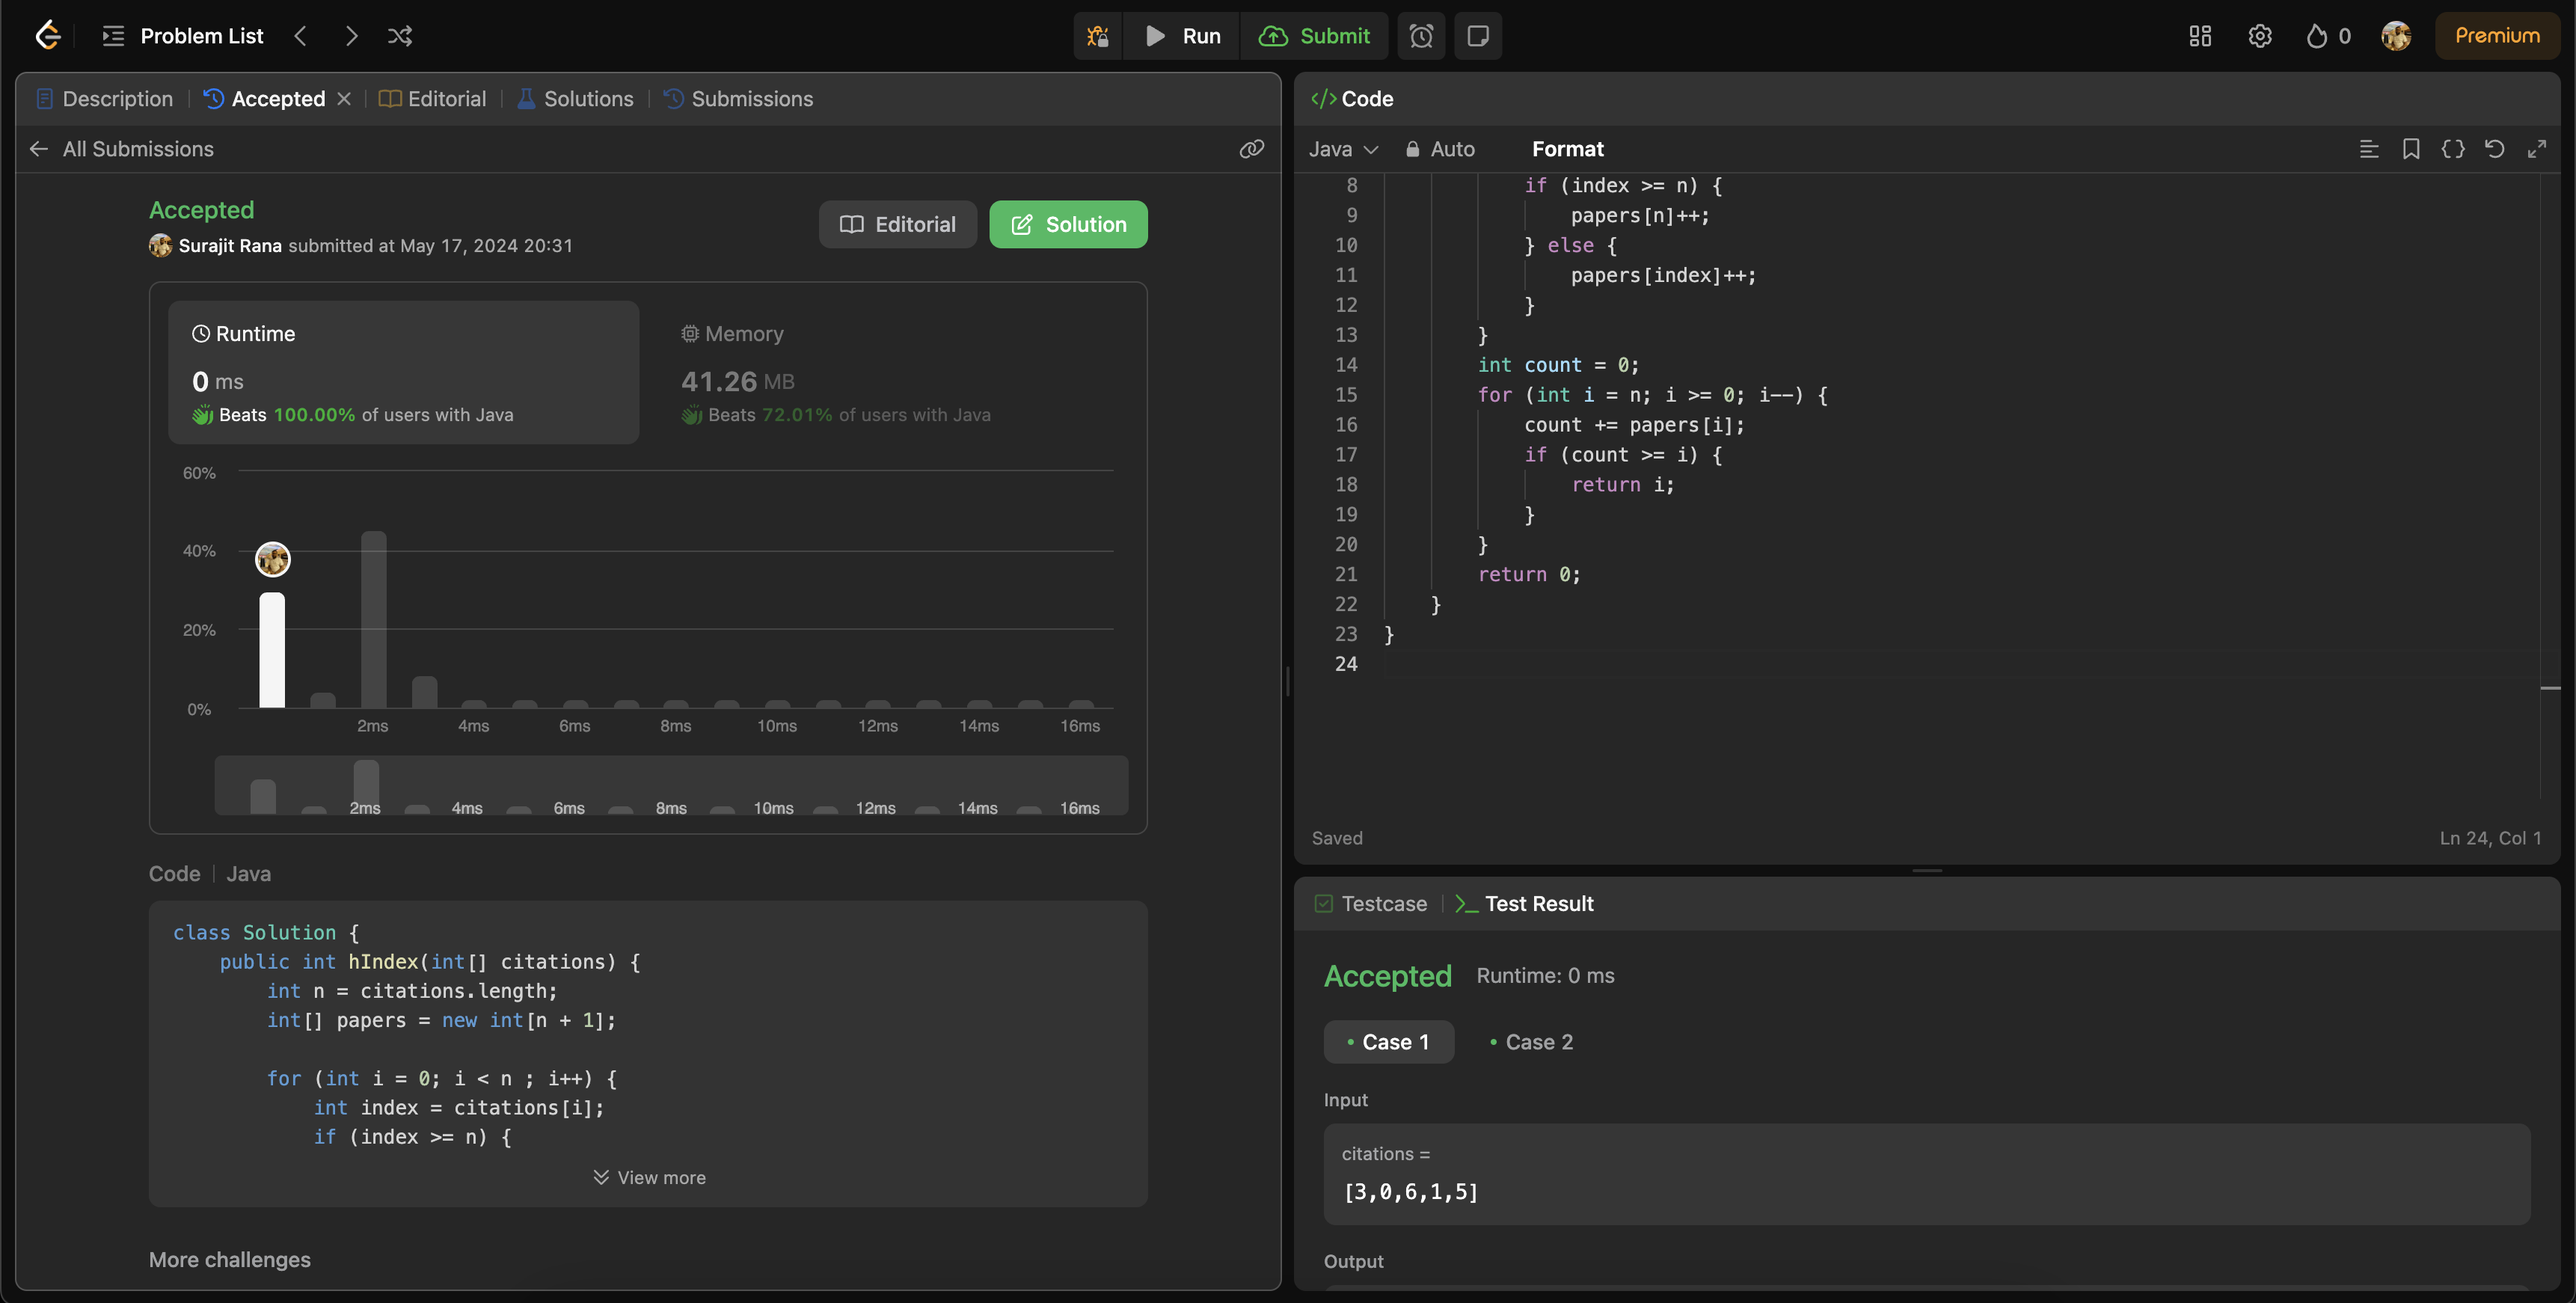 Problem List
Run
Submit
0
Premium
Description
Accepted
Editorial
Solutions
Submissions
All Submissions
Accepted
Surajit Rana submitted at May 17, 2024 20:31
Editorial
Solution
Runtime
0 ms
Beats 100.00% of users with Java
Memory
41.26 MB
Beats 72.01% of users with Java
60%
40%
20%
0%
2ms 4ms 6ms 8ms 10ms 12ms 14ms 16ms
2ms 4ms 6ms 8ms 10ms 12ms 14ms 16ms
Code | Java
class Solution {
    public int hIndex(int[] citations) {
        int n = citations.length;
        int[] papers = new int[n + 1];
        for (int i = 0; i < n ; i++) {
            int index = citations[i];
            if (index >= n) {
View more
More challenges
</> Code
Java
Auto
Format
8 if (index >= n) {
9 papers[n]++;
10 } else {
11 papers[index]++;
12 }
13 }
14 int count = 0;
15 for (int i = n; i >= 0; i--) {
16 count += papers[i];
17 if (count >= i) {
18 return i;
19 }
20 }
21 return 0;
22 }
23 }
24
Saved
Ln 24, Col 1
Testcase
Test Result
Accepted
Runtime: 0 ms
Case 1
Case 2
Input
citations =
[3,0,6,1,5]
Output